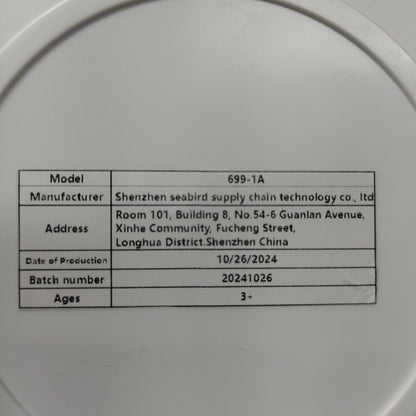 Model 699-1A
Manufacturer Shenzhen seabird supply chain technology co., ltd
Address Room 101, Building 8, No.54-6 Guanlan Avenue,
Xinhe Community, Fucheng Street,
Longhua District.Shenzhen China
Date of Production 10/26/2024
Batch number 20241026
Ages 3+